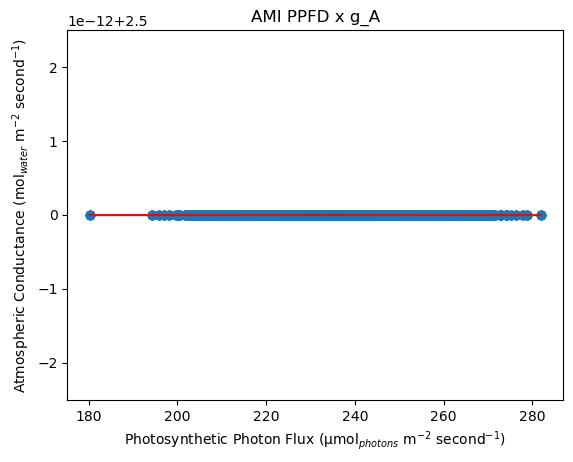 AMI PPFD x g_A
1e−12+2.5
2
1
0
−1
−2
Atmospheric Conductance (mol_water m⁻² second⁻¹)
180 200 220 240 260 280
Photosynthetic Photon Flux (μmol_photons m⁻² second⁻¹)